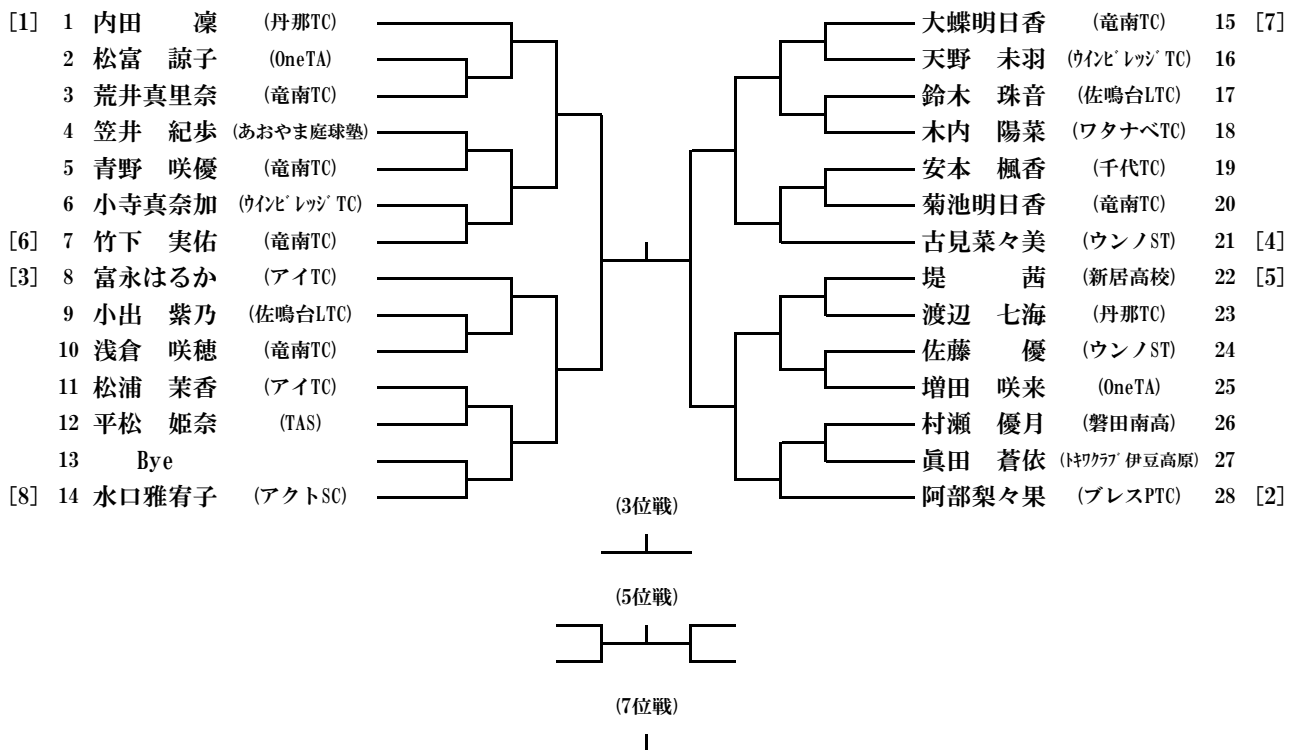 [1] 1 内田 凜 (丹那TC)
2 松富 諒子 (OneTA)
3 荒井真里奈 (竜南TC)
4 笠井 紀歩 (あおやま庭球塾)
5 青野 咲優 (竜南TC)
6 小寺真奈加 (ウインビレッジTC)
[6] 7 竹下 実佑 (竜南TC)
[3] 8 富永はるか (アイTC)
9 小出 紫乃 (佐鳴台LTC)
10 浅倉 咲穂 (竜南TC)
11 松浦 茉香 (アイTC)
12 平松 姫奈 (TAS)
13 Bye
[8] 14 水口雅宥子 (アクトSC)
大蝶明日香 (竜南TC) 15 [7]
天野 未羽 (ウインビレッジTC) 16
鈴木 珠音 (佐鳴台LTC) 17
木内 陽菜 (ワタナベTC) 18
安本 楓香 (千代TC) 19
菊池明日香 (竜南TC) 20
古見菜々美 (ウンノST) 21 [4]
堤 茜 (新居高校) 22 [5]
渡辺 七海 (丹那TC) 23
佐藤 優 (ウンノST) 24
増田 咲来 (OneTA) 25
村瀬 優月 (磐田南高) 26
眞田 蒼依 (トキワクラブ伊豆高原) 27
阿部梨々果 (ブレスPTC) 28 [2]
(3位戦)
(5位戦)
(7位戦)